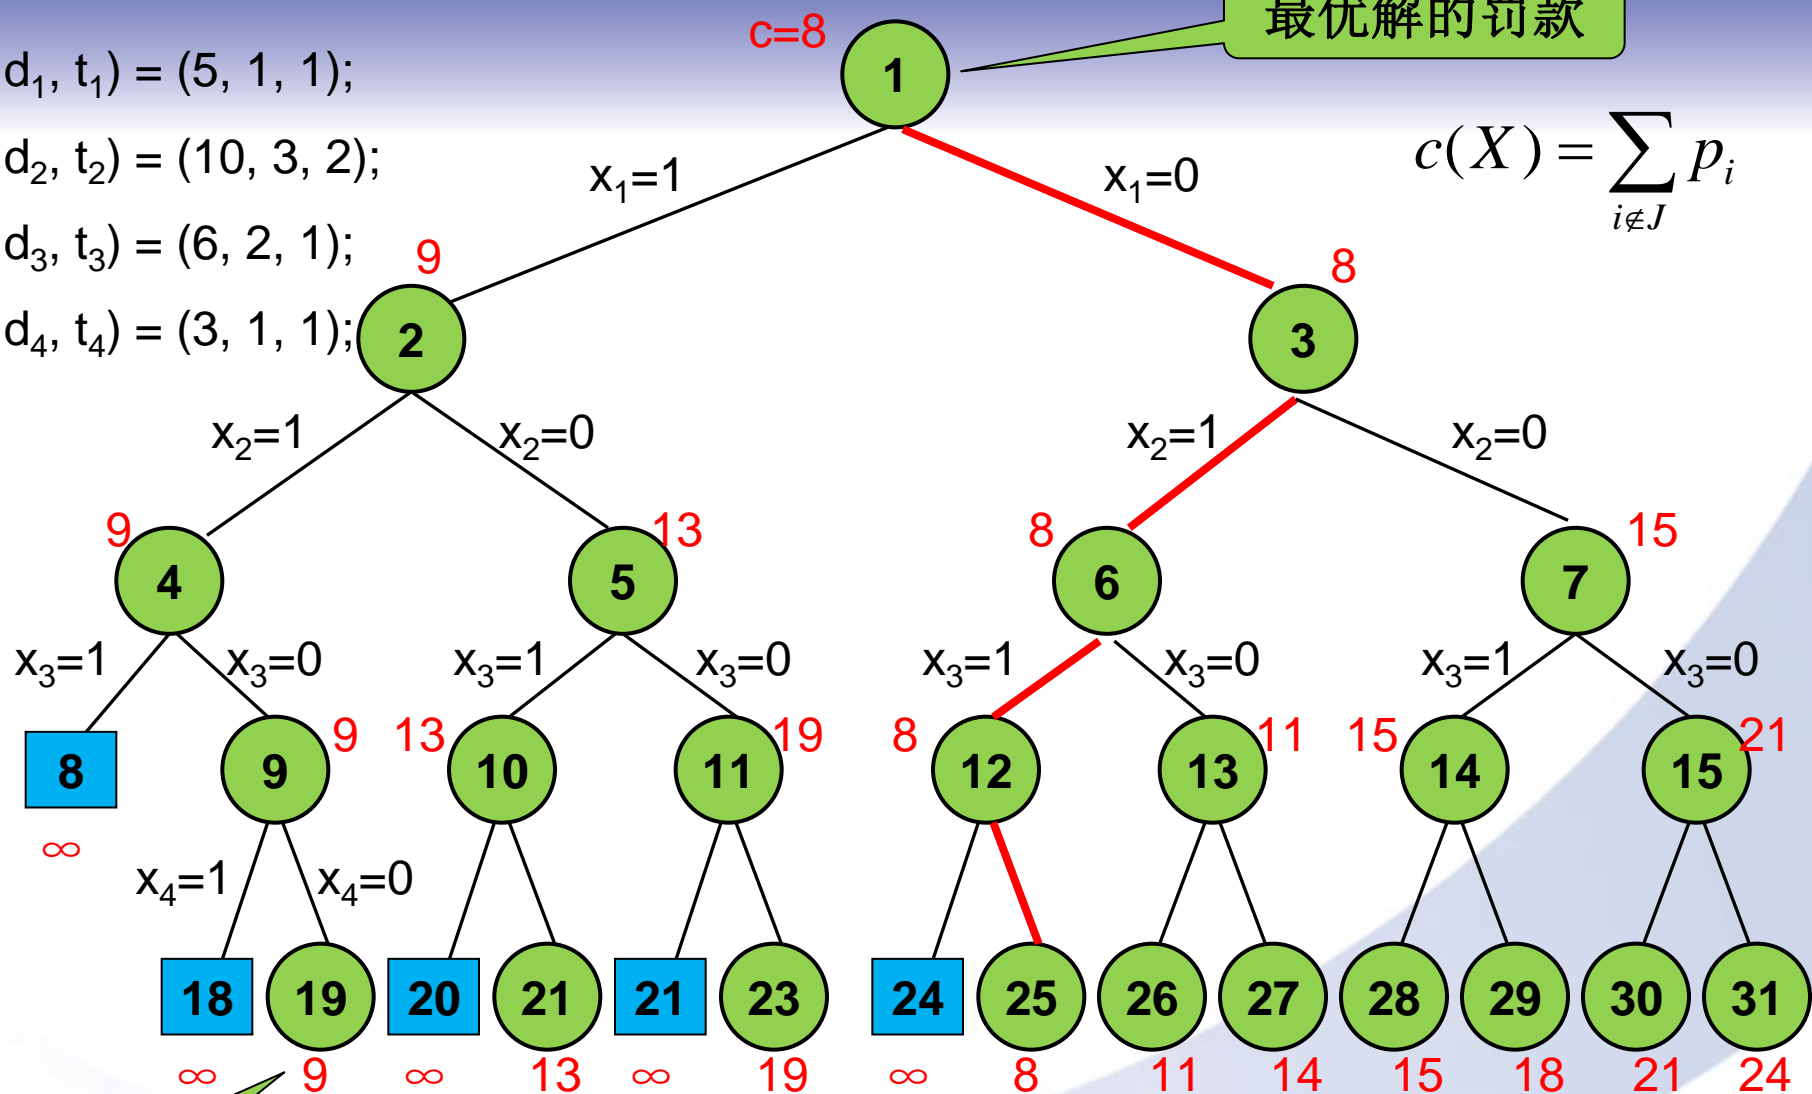 最优解的罚款
c=8
1
d₁, t₁) = (5, 1, 1);
d₂, t₂) = (10, 3, 2);
d₃, t₃) = (6, 2, 1);
d₄, t₄) = (3, 1, 1);
c(X) = ∑ pᵢ
i∉J
x₁=1 x₁=0
9 8
2 3
x₂=1 x₂=0 x₂=1 x₂=0
9 13 8 15
4 5 6 7
x₃=1 x₃=0 x₃=1 x₃=0 x₃=1 x₃=0 x₃=1 x₃=0
9 13 19 8 11 15 21
8 9 10 11 12 13 14 15
∞
x₄=1 x₄=0
18 19 20 21 21 23 24 25 26 27 28 29 30 31
∞ 9 ∞ 13 ∞ 19 ∞ 8 11 14 15 18 21 24